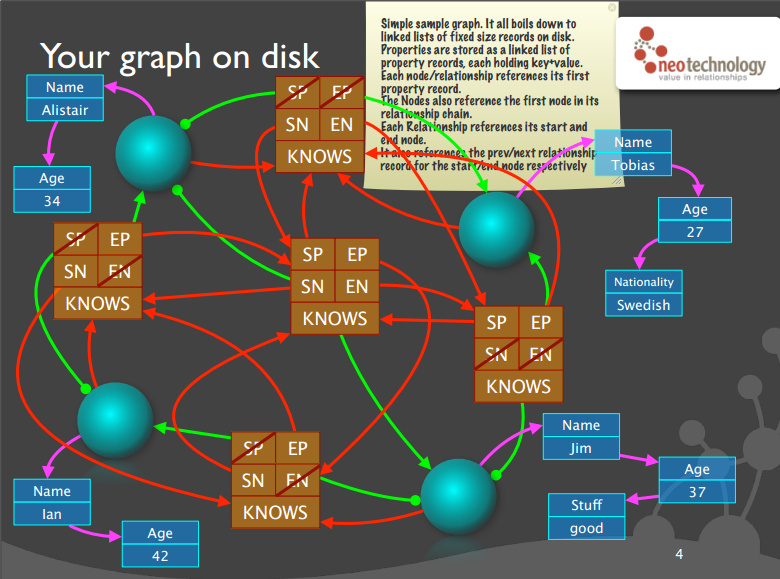 Your graph on disk
Simple sample graph. It all boils down to
linked lists of fixed size records on disk.
Properties are stored as a linked list of
property records, each holding key+value.
Each node/relationship references its first
property record.
The Nodes also reference the first node in its
relationship chain.
Each Relationship references its start and
end node.
It also references the prev/next relationship
record for the start/end node respectively
neotechnology
value in relationships
Name
Alistair
Age
34
SP EP
SN EN
KNOWS
Name
Tobias
Age
27
Nationality
Swedish
SP EP
SN EN
KNOWS
SP EP
SN EN
KNOWS
SP EP
SN EN
KNOWS
Name
Jim
Age
37
Stuff
good
SP EP
SN EN
KNOWS
Name
Ian
Age
42
4